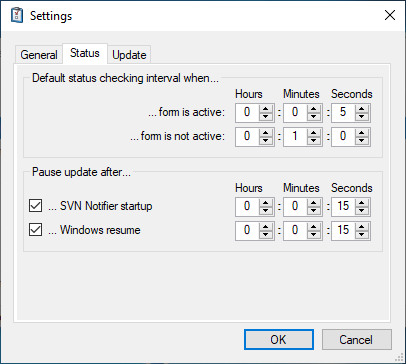 Settings
General Status Update
Default status checking interval when...
Hours Minutes Seconds
... form is active: 0 : 0 : 5
... form is not active: 0 : 1 : 0
Pause update after...
Hours Minutes Seconds
... SVN Notifier startup 0 : 0 : 15
... Windows resume 0 : 0 : 15
OK Cancel